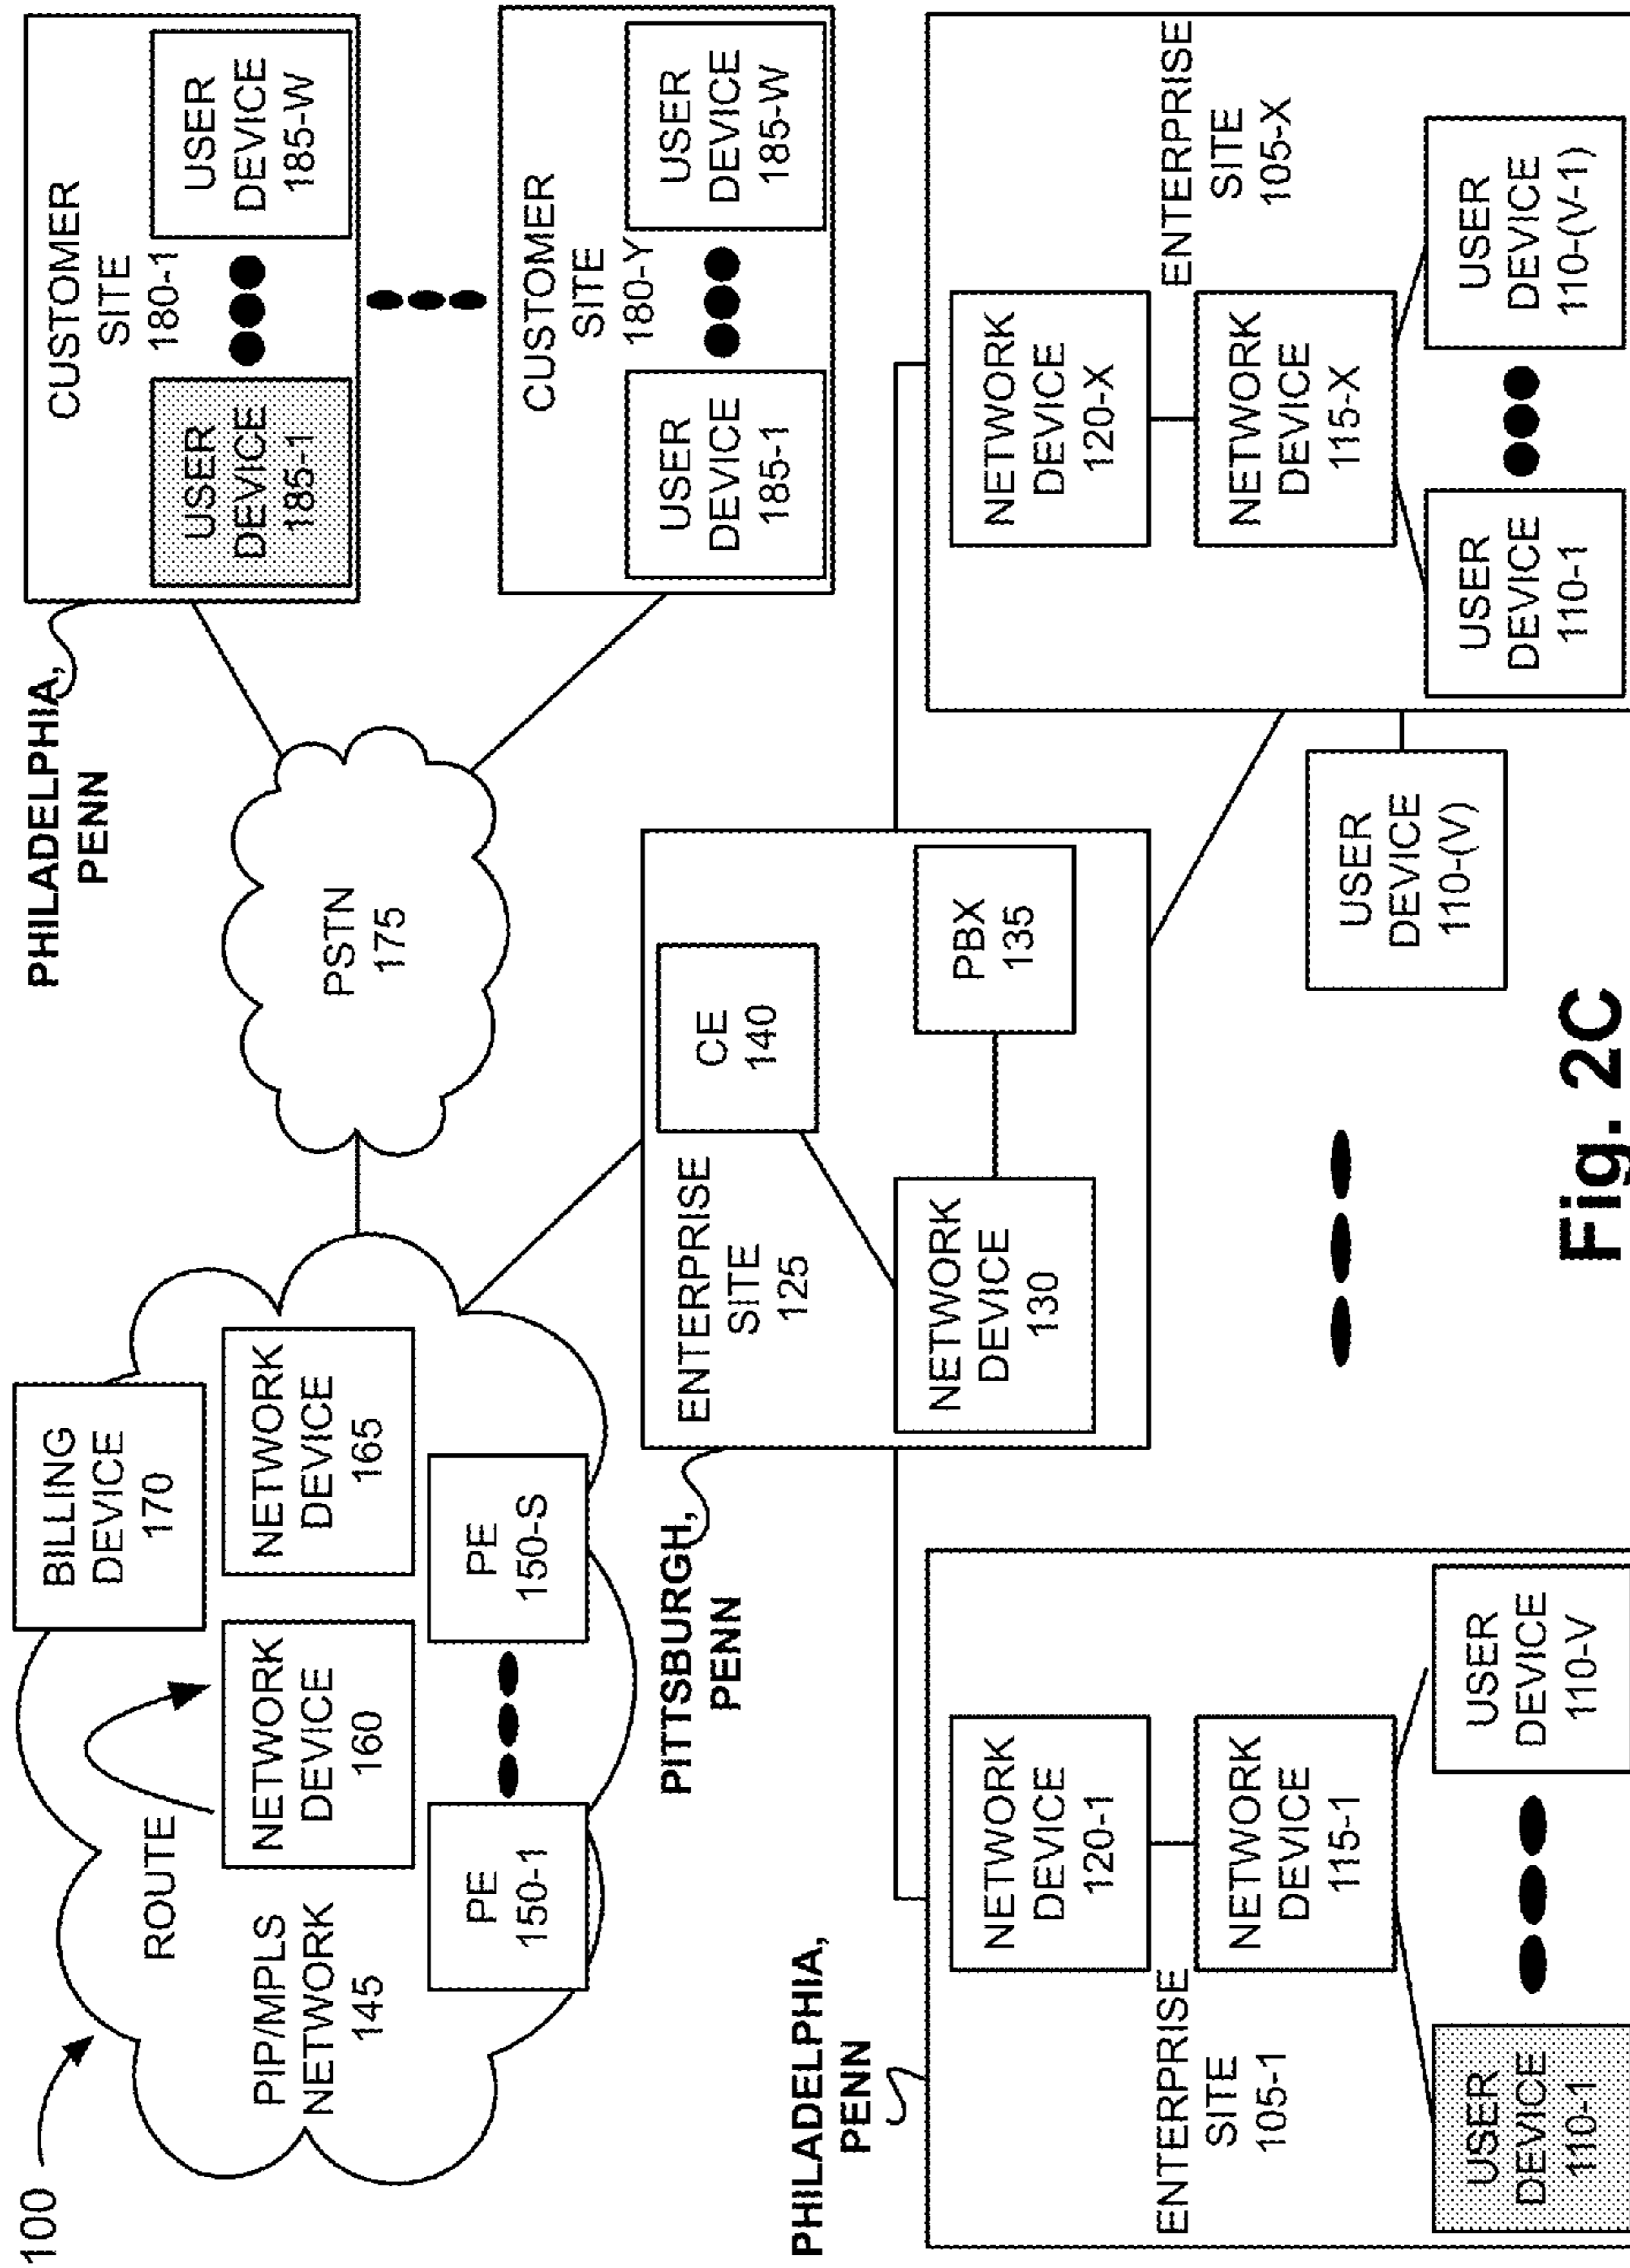 100
PIP/MPLS
NETWORK
145
ROUTE
BILLING
DEVICE
170
NETWORK
DEVICE
160
NETWORK
DEVICE
165
PE
150-1
PE
150-S
PSTN
175
PHILADELPHIA,
PENN
CUSTOMER
SITE
180-1
USER
DEVICE
185-1
USER
DEVICE
185-W
CUSTOMER
SITE
180-Y
USER
DEVICE
185-1
USER
DEVICE
185-W
PITTSBURGH,
PENN
ENTERPRISE
SITE
125
CE
140
NETWORK
DEVICE
130
PBX
135
PHILADELPHIA,
PENN
ENTERPRISE
SITE
105-1
NETWORK
DEVICE
120-1
NETWORK
DEVICE
115-1
USER
DEVICE
110-1
USER
DEVICE
110-V
USER
DEVICE
110-(V)
ENTERPRISE
SITE
105-X
NETWORK
DEVICE
120-X
NETWORK
DEVICE
115-X
USER
DEVICE
110-1
USER
DEVICE
110-(V-1)
Fig. 2C